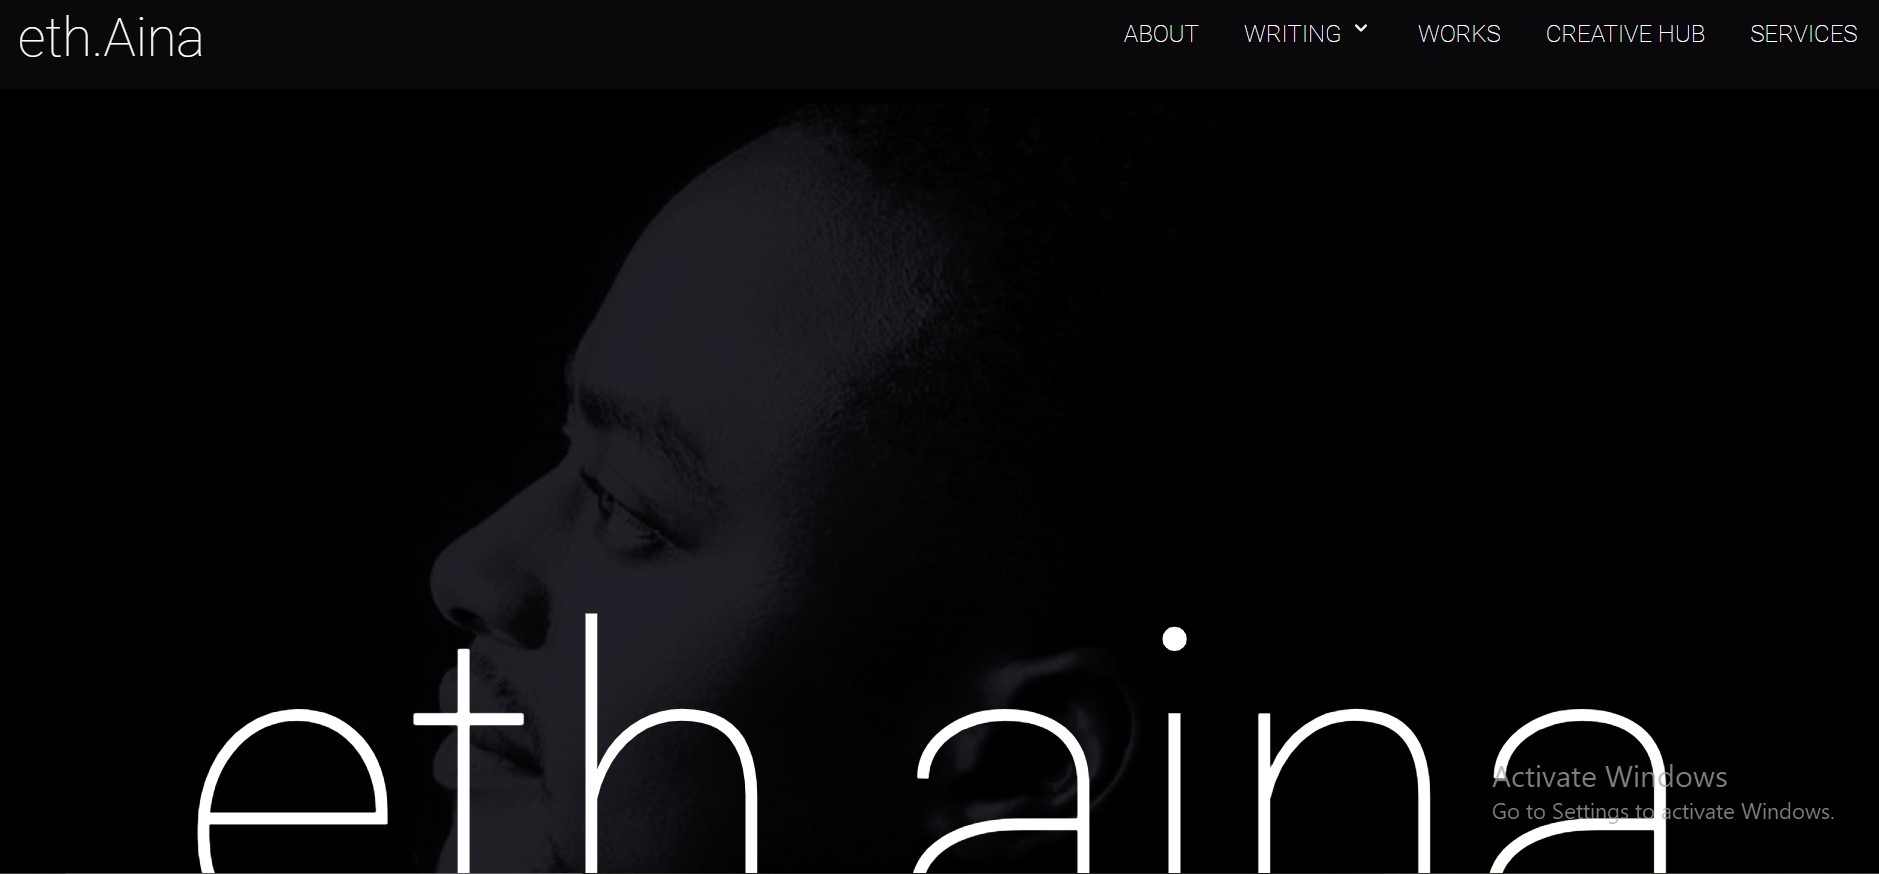 eth.Aina
ABOUT WRITING WORKS CREATIVE HUB SERVICES
eth aina
Activate Windows
Go to Settings to activate Windows.